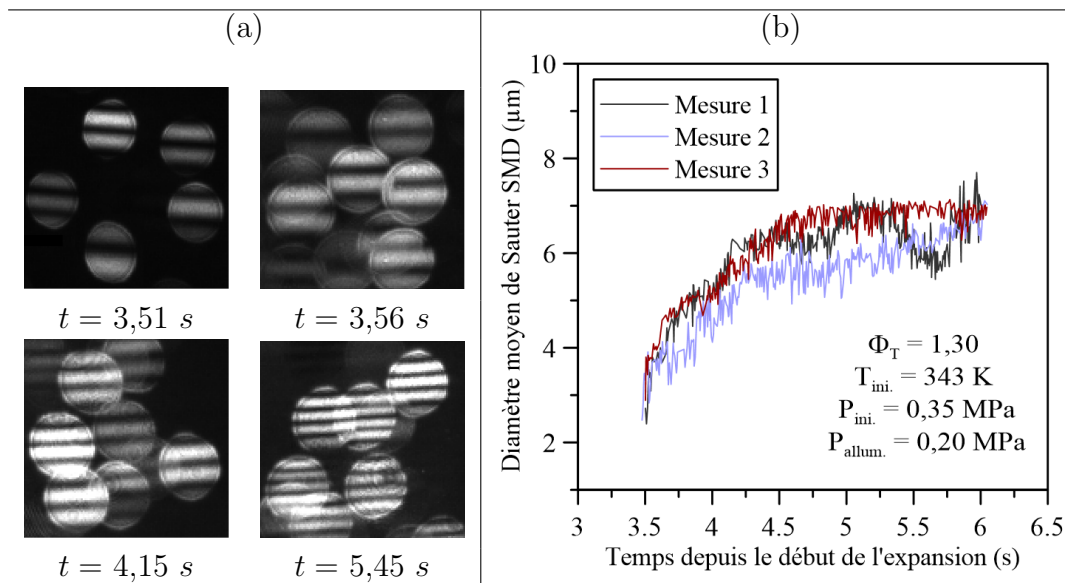 (a)
t = 3,51 s
t = 3,56 s
t = 4,15 s
t = 5,45 s
(b)
Diamètre moyen de Sauter SMD (µm)
10
8
6
4
2
Mesure 1
Mesure 2
Mesure 3
Φ_T = 1,30
T_ini. = 343 K
P_ini. = 0,35 MPa
P_allum. = 0,20 MPa
3 3.5 4 4.5 5 5.5 6 6.5
Temps depuis le début de l'expansion (s)